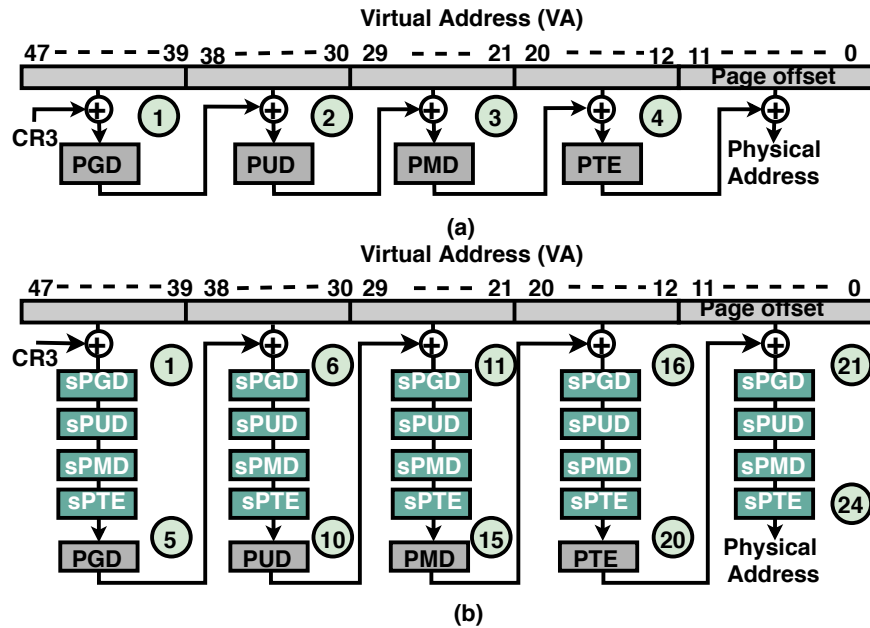 Virtual Address (VA)
47 39 38 30 29 21 20 12 11 0
Page offset
CR3 1 2 3 4
PGD PUD PMD PTE Physical
Address
(a)
Virtual Address (VA)
47 39 38 30 29 21 20 12 11 0
Page offset
CR3 1 6 11 16 21
sPGD sPGD sPGD sPGD sPGD
sPUD sPUD sPUD sPUD sPUD
sPMD sPMD sPMD sPMD sPMD
sPTE sPTE sPTE sPTE sPTE 24
5 10 15 20
PGD PUD PMD PTE Physical
Address
(b)